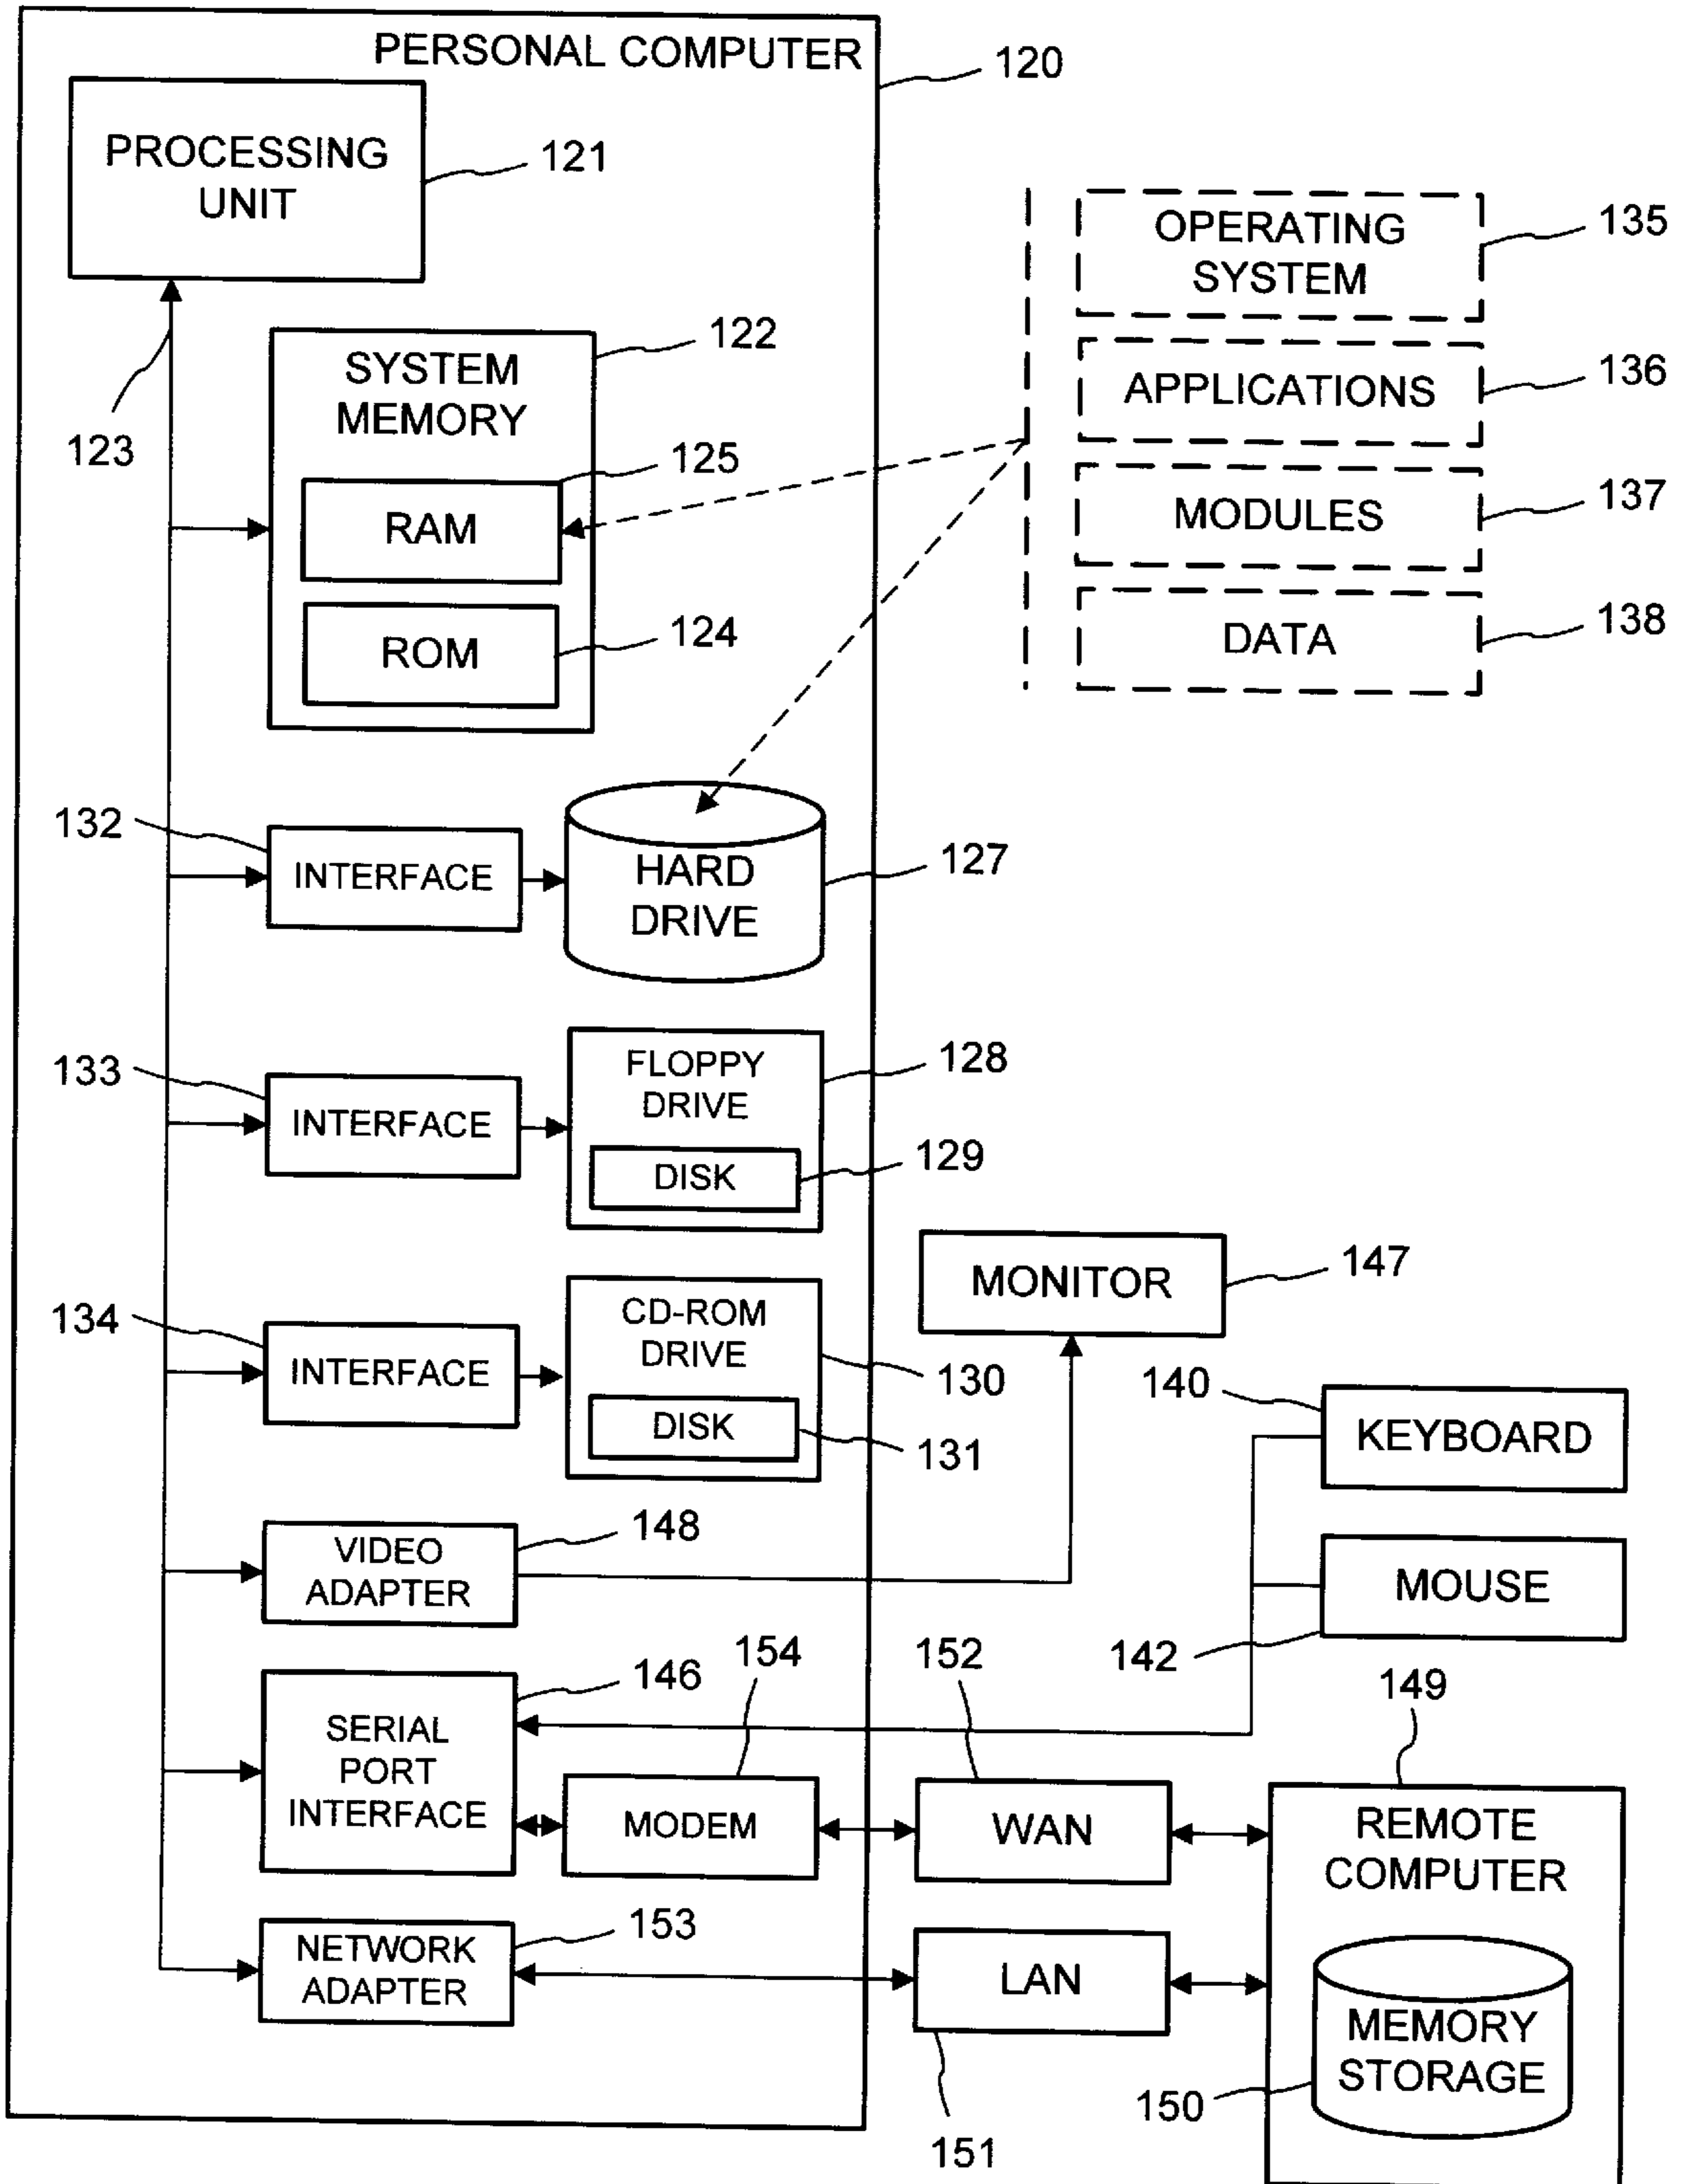 PERSONAL COMPUTER
120
PROCESSING
UNIT
121
123
SYSTEM
MEMORY
122
RAM
125
ROM
124
OPERATING
SYSTEM
135
APPLICATIONS
136
MODULES
137
DATA
138
132
INTERFACE
HARD
DRIVE
127
133
INTERFACE
FLOPPY
DRIVE
128
DISK
129
134
INTERFACE
CD-ROM
DRIVE
130
DISK
131
MONITOR
147
140
KEYBOARD
MOUSE
142
VIDEO
ADAPTER
148
SERIAL
PORT
INTERFACE
146
154
MODEM
152
WAN
149
REMOTE
COMPUTER
NETWORK
ADAPTER
153
LAN
151
MEMORY
STORAGE
150